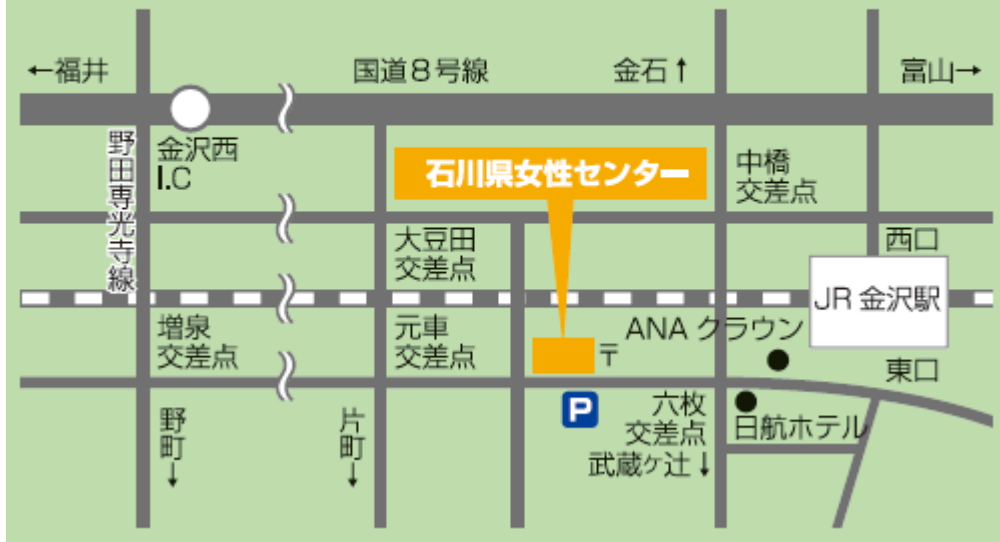 ←福井
国道8号線
金石↑
富山→
野田専光寺線
金沢西
I.C
石川県女性センター
中橋
交差点
大豆田
交差点
西口
JR 金沢駅
増泉
交差点
元車
交差点
〒
ANA クラウン
東口
野町↓
片町↓
P
六枚
交差点
武蔵ケ辻↓
日航ホテル